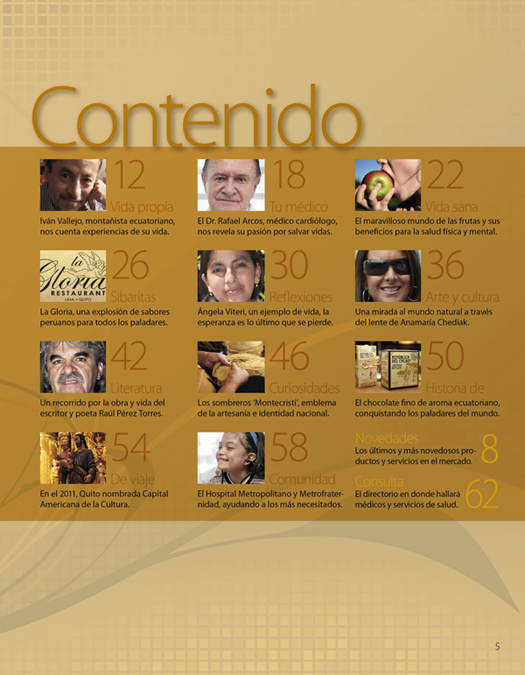 Contenido
12
Vida propia
Iván Vallejo, montañista ecuatoriano,
nos cuenta experiencias de su vida.
18
Tu médico
El Dr. Rafael Arcos, médico cardiólogo,
nos revela su pasión por salvar vidas.
22
Vida sana
El maravilloso mundo de las frutas y sus
beneficios para la salud física y mental.
la
Gloria
RESTAURANT
LIMA • QUITO
26
Sibaritas
La Gloria, una explosión de sabores
peruanos para todos los paladares.
30
Reflexiones
Ángela Viteri, un ejemplo de vida, la
esperanza es lo último que se pierde.
36
Arte y cultura
Una mirada al mundo natural a través
del lente de Anamaría Chediak.
42
Literatura
Un recorrido por la obra y vida del
escritor y poeta Raúl Pérez Torres.
46
Curiosidades
Los sombreros 'Montecristi', emblema
de la artesanía e identidad nacional.
REPÚBLICA
DEL CACAO
50
Historia de
El chocolate fino de aroma ecuatoriano,
conquistando los paladares del mundo.
54
De viaje
En el 2011, Quito nombrada Capital
Americana de la Cultura.
58
Comunidad
El Hospital Metropolitano y Metrofrater-
nidad, ayudando a los más necesitados.
Novedades
Los últimos y más novedosos pro-
ductos y servicios en el mercado.
8
Consulta
El directorio en donde hallará
médicos y servicios de salud.
62
5